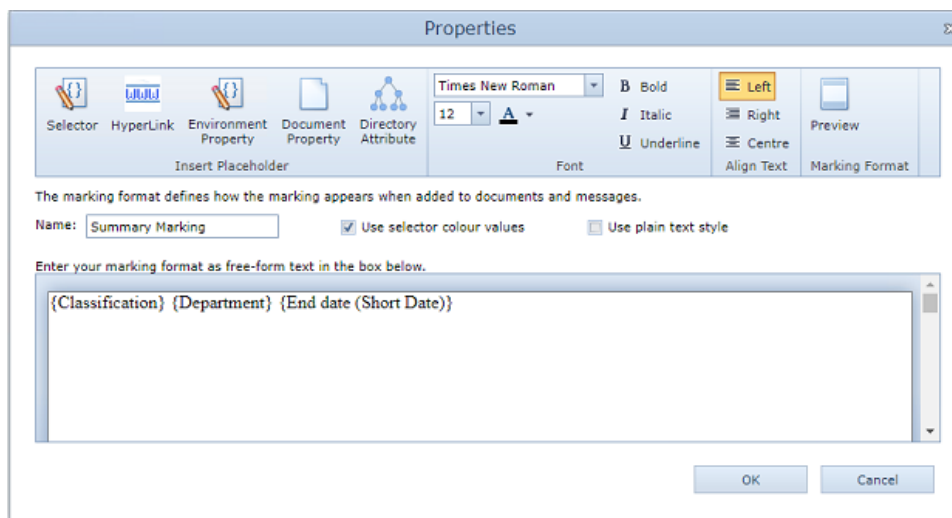 Properties
Selector
HyperLink
Environment Property
Document Property
Directory Attribute
Insert Placeholder
Times New Roman
12
A
B Bold
I Italic
U Underline
Font
Left
Right
Centre
Align Text
Preview
Marking Format
The marking format defines how the marking appears when added to documents and messages.
Name: Summary Marking
Use selector colour values
Use plain text style
Enter your marking format as free-form text in the box below.
{Classification} {Department} {End date (Short Date)}
OK
Cancel